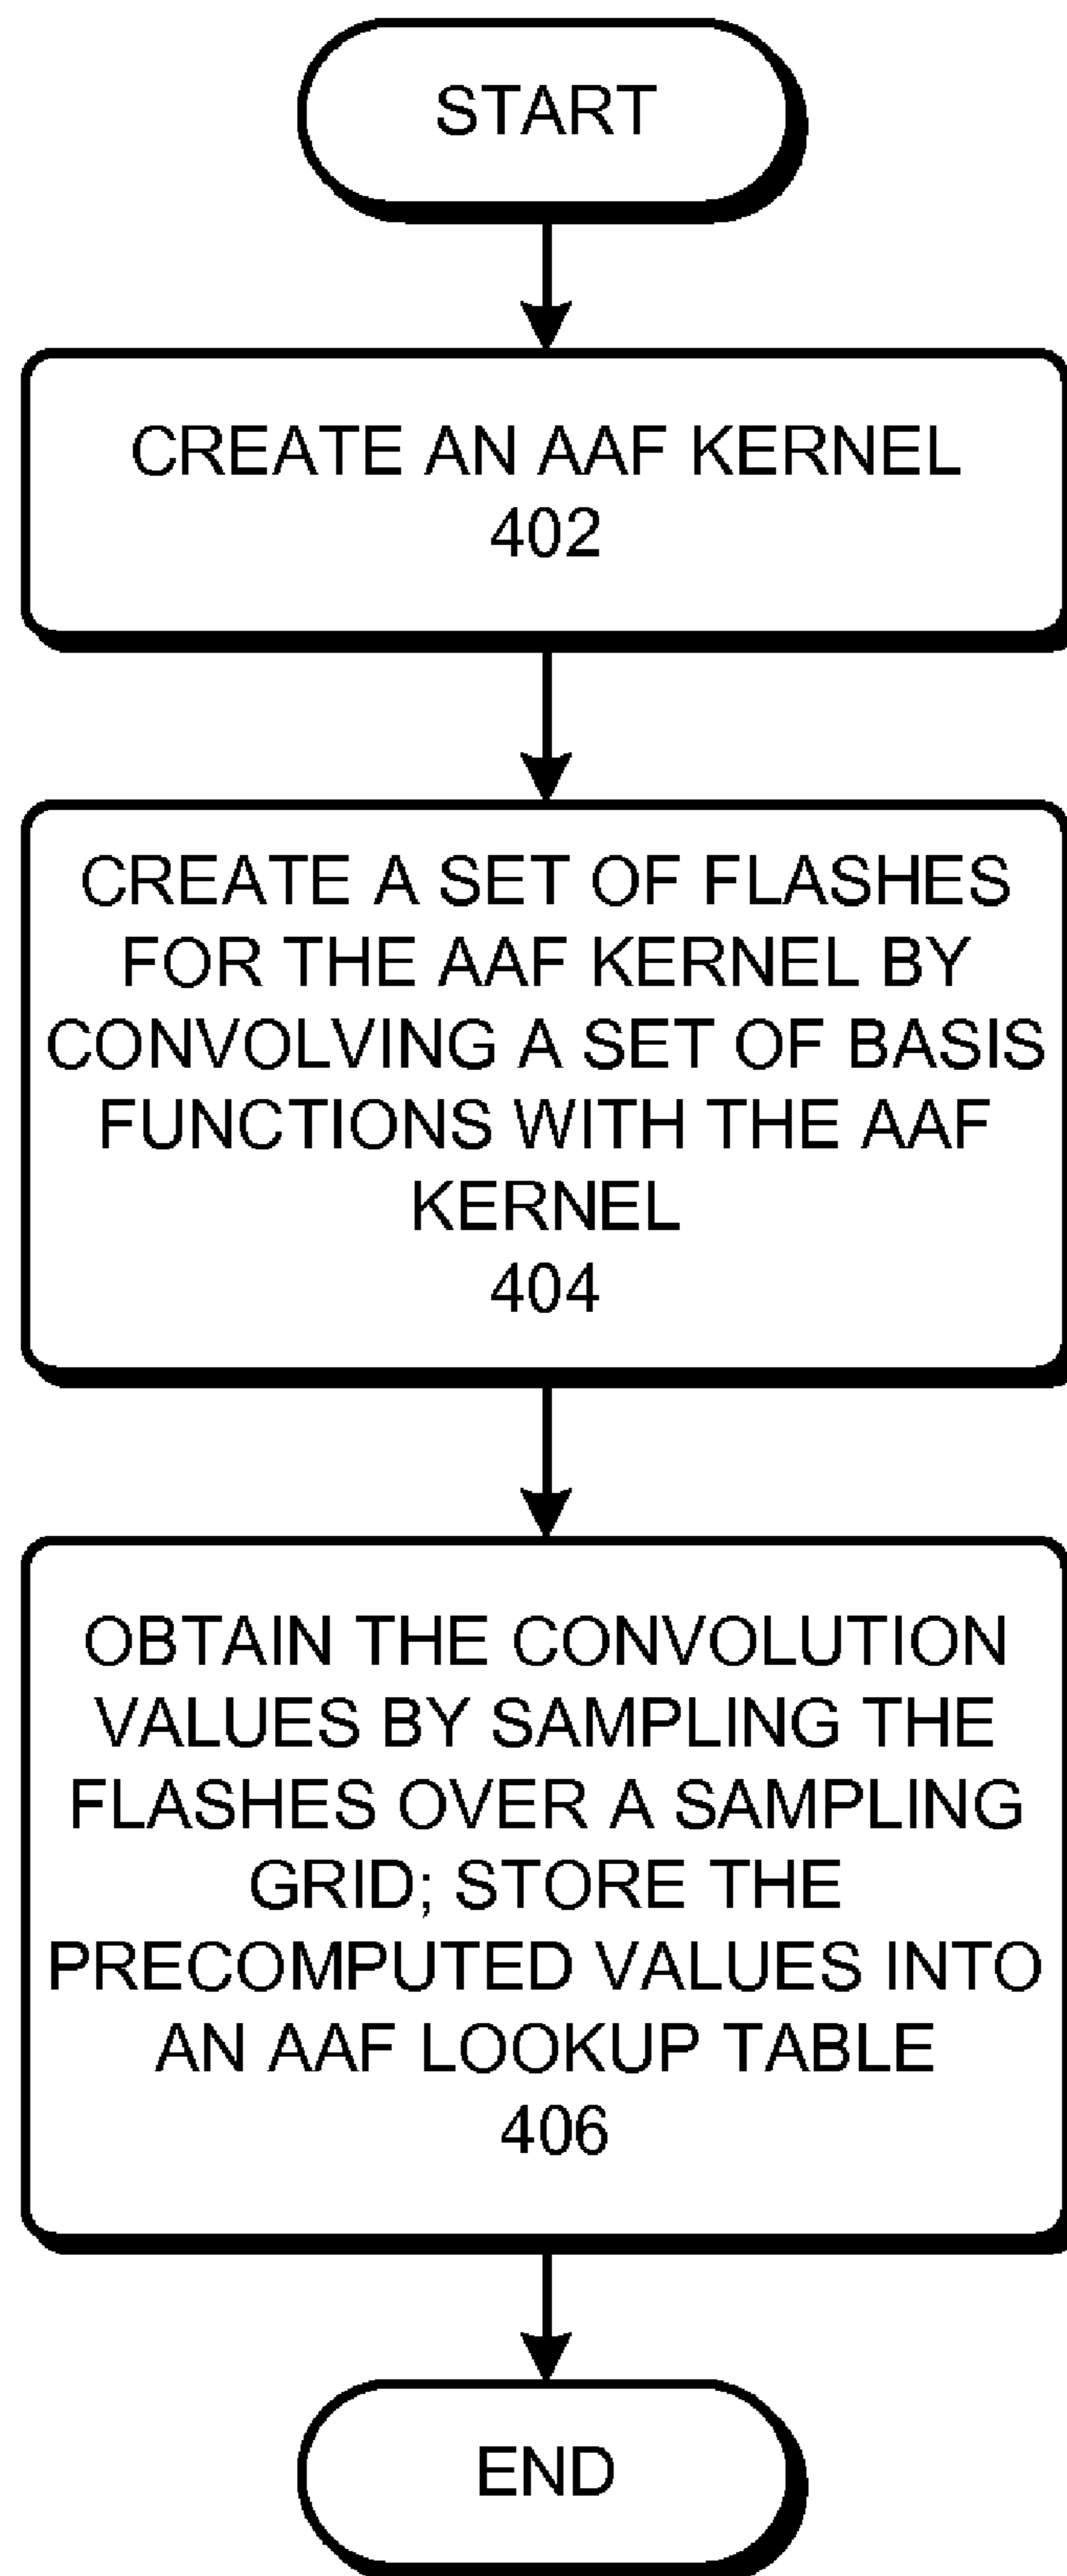 START
CREATE AN AAF KERNEL
402
CREATE A SET OF FLASHES
FOR THE AAF KERNEL BY
CONVOLVING A SET OF BASIS
FUNCTIONS WITH THE AAF
KERNEL
404
OBTAIN THE CONVOLUTION
VALUES BY SAMPLING THE
FLASHES OVER A SAMPLING
GRID; STORE THE
PRECOMPUTED VALUES INTO
AN AAF LOOKUP TABLE
406
END